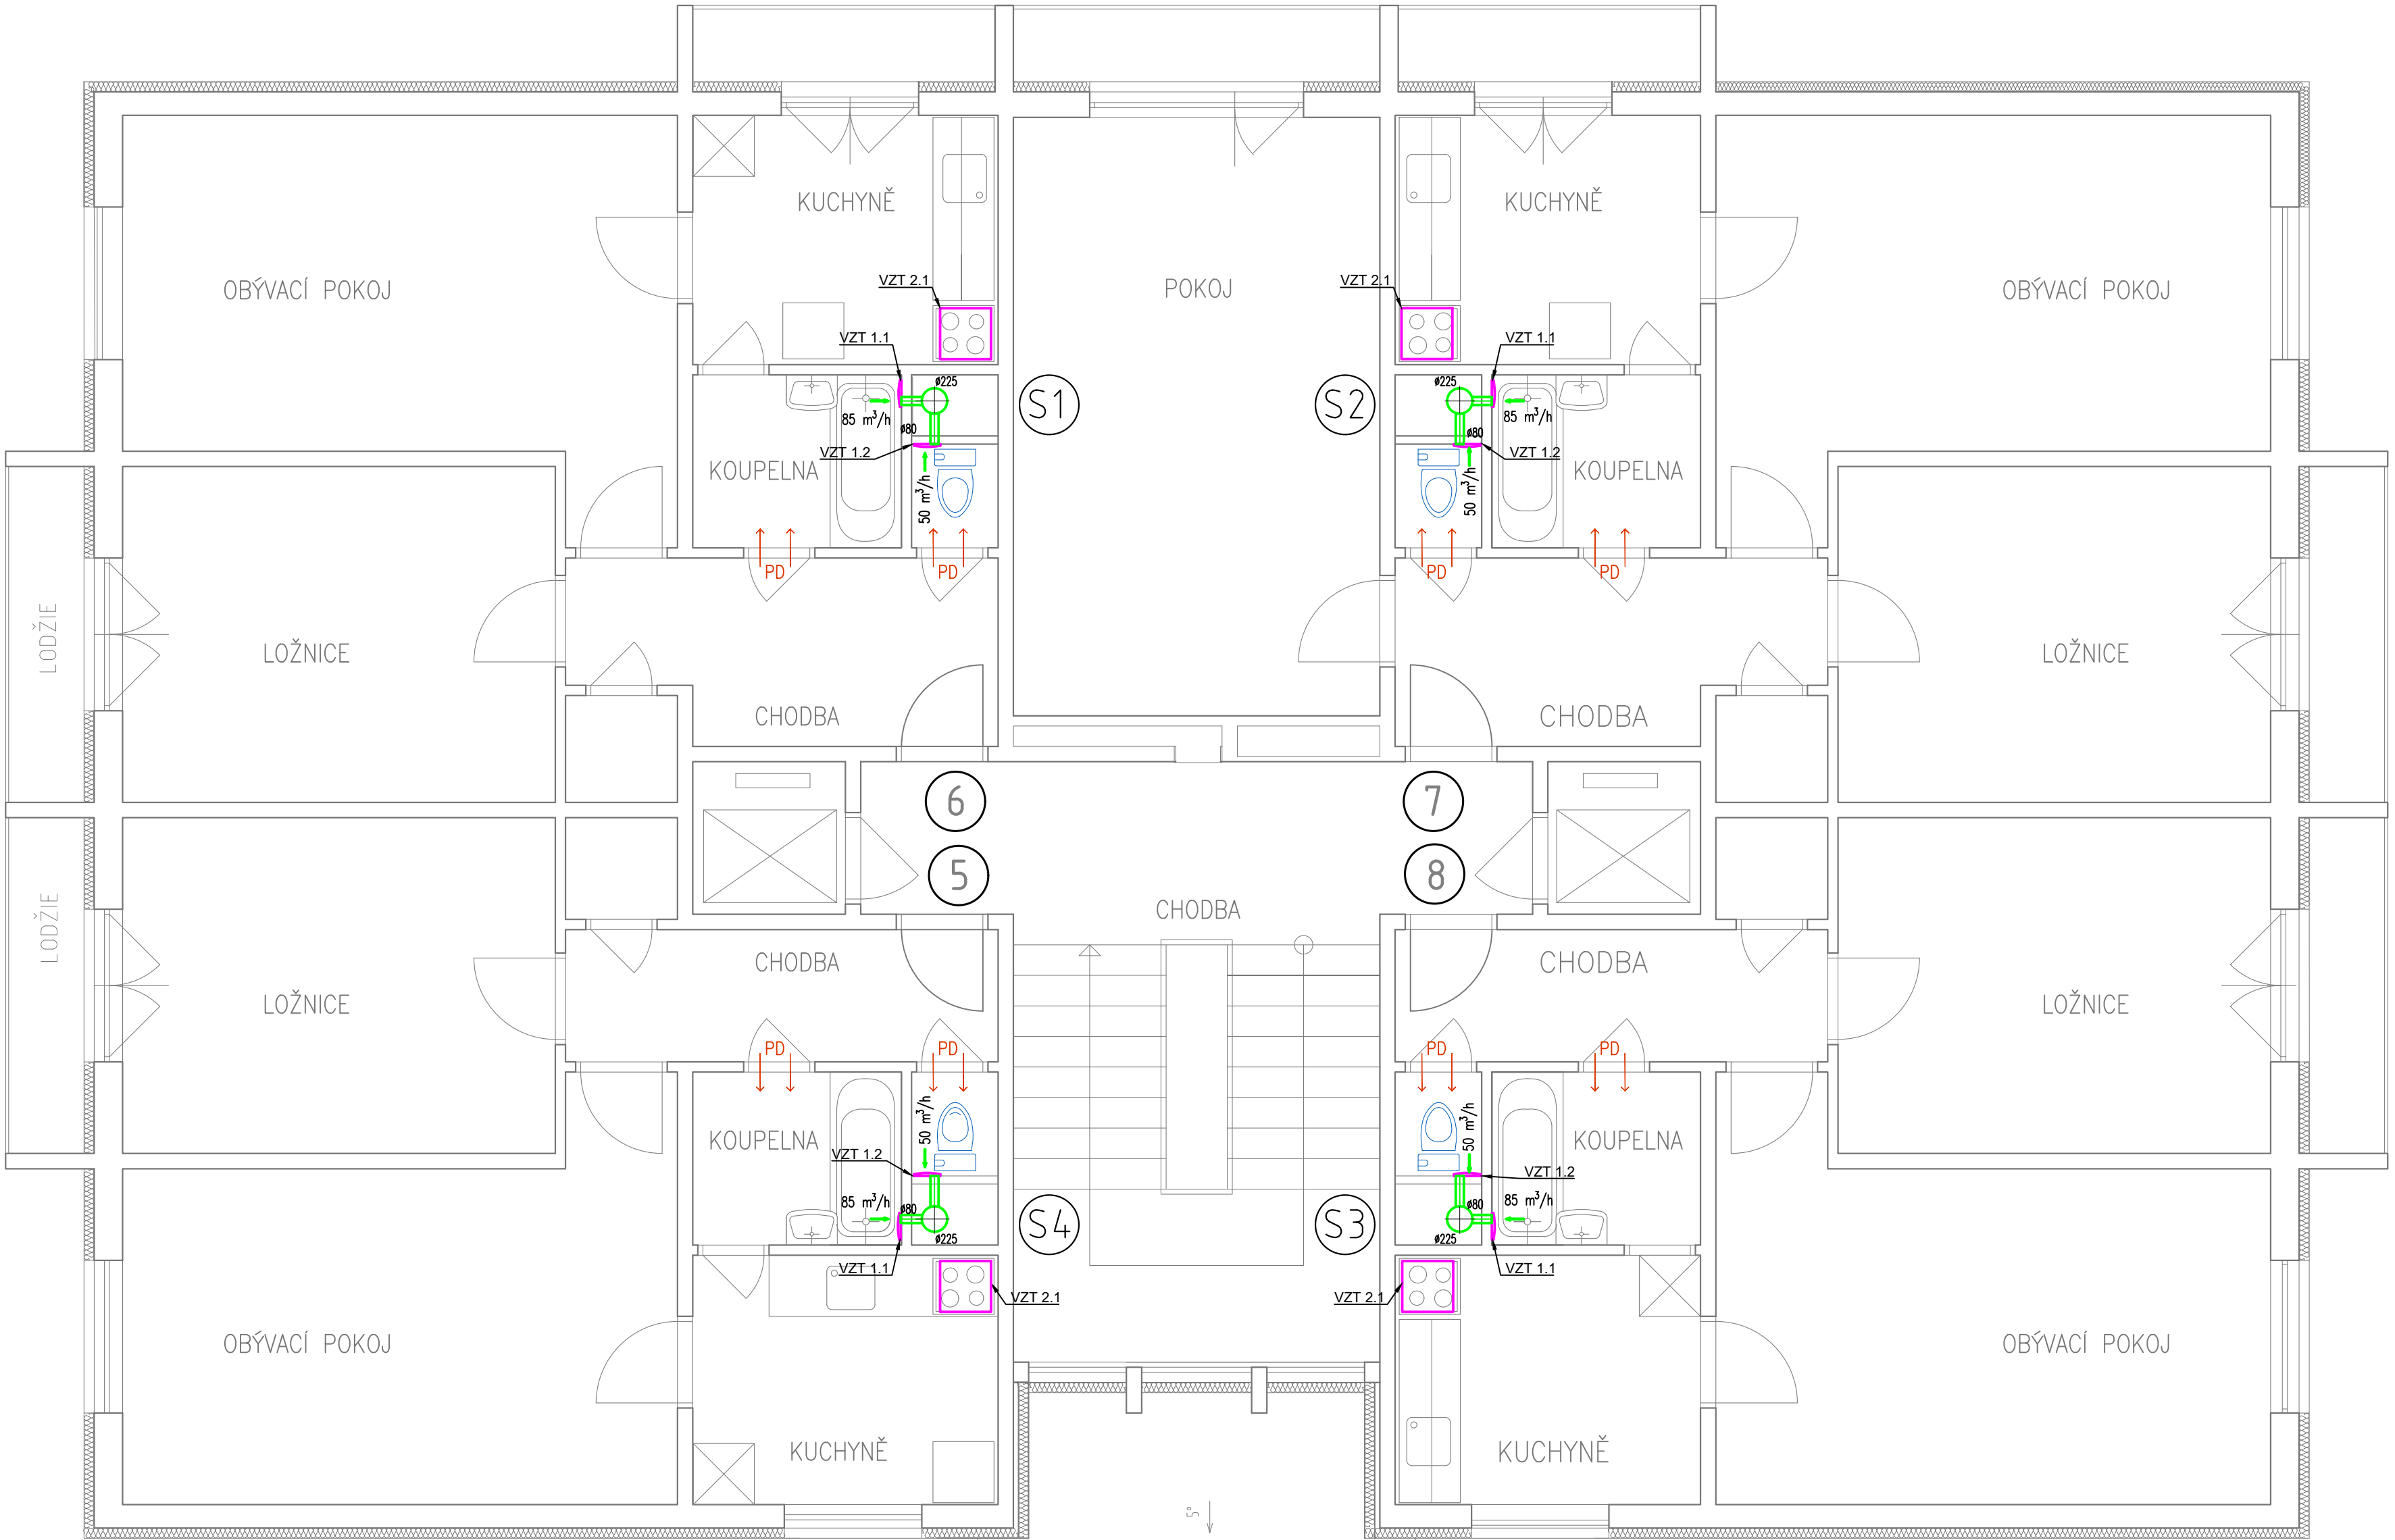 KUCHYNĚ
KUCHYNĚ
OBÝVACÍ POKOJ
VZT 2.1
POKOJ
VZT 2.1
OBÝVACÍ POKOJ
VZT 1.1
VZT 1.1
ø225
S1
S2
ø225
85 m³/h
ø80
85 m³/h
ø80
VZT 1.2
VZT 1.2
KOUPELNA
50 m³/h
50 m³/h
KOUPELNA
PD
PD
PD
PD
LODŽIE
LOŽNICE
LOŽNICE
CHODBA
CHODBA
6
7
5
8
LODŽIE
CHODBA
CHODBA
CHODBA
LOŽNICE
LOŽNICE
PD
PD
PD
PD
50 m³/h
50 m³/h
KOUPELNA
KOUPELNA
VZT 1.2
VZT 1.2
85 m³/h
ø80
ø80
85 m³/h
S4
S3
ø225
ø225
VZT 1.1
VZT 1.1
VZT 2.1
VZT 2.1
OBÝVACÍ POKOJ
OBÝVACÍ POKOJ
KUCHYNĚ
KUCHYNĚ
5°